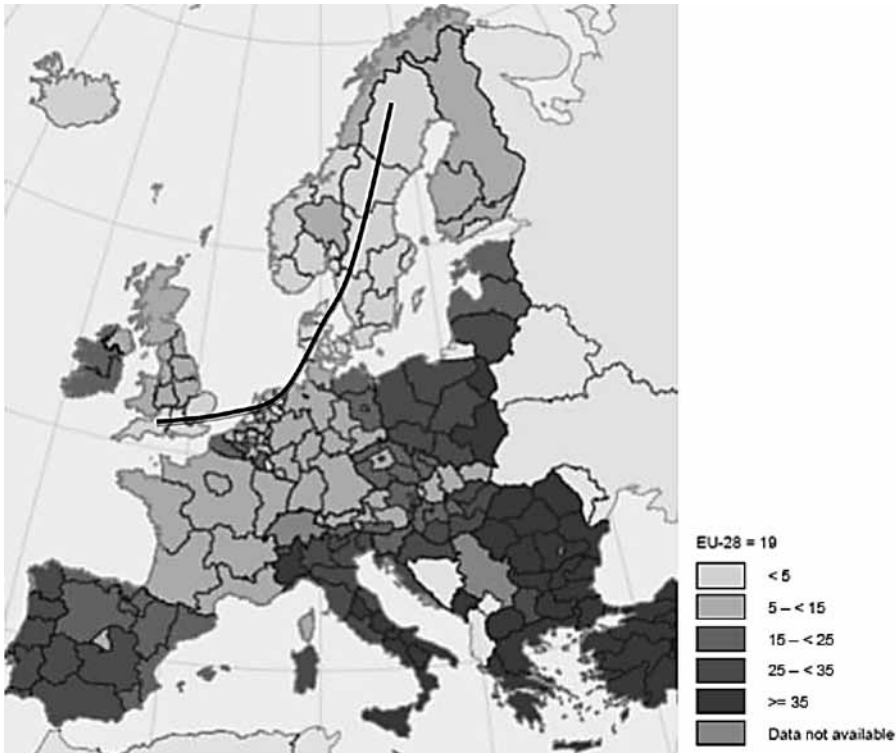 EU-28 = 19
< 5
5 – < 15
15 – < 25
25 – < 35
>= 35
Data not available